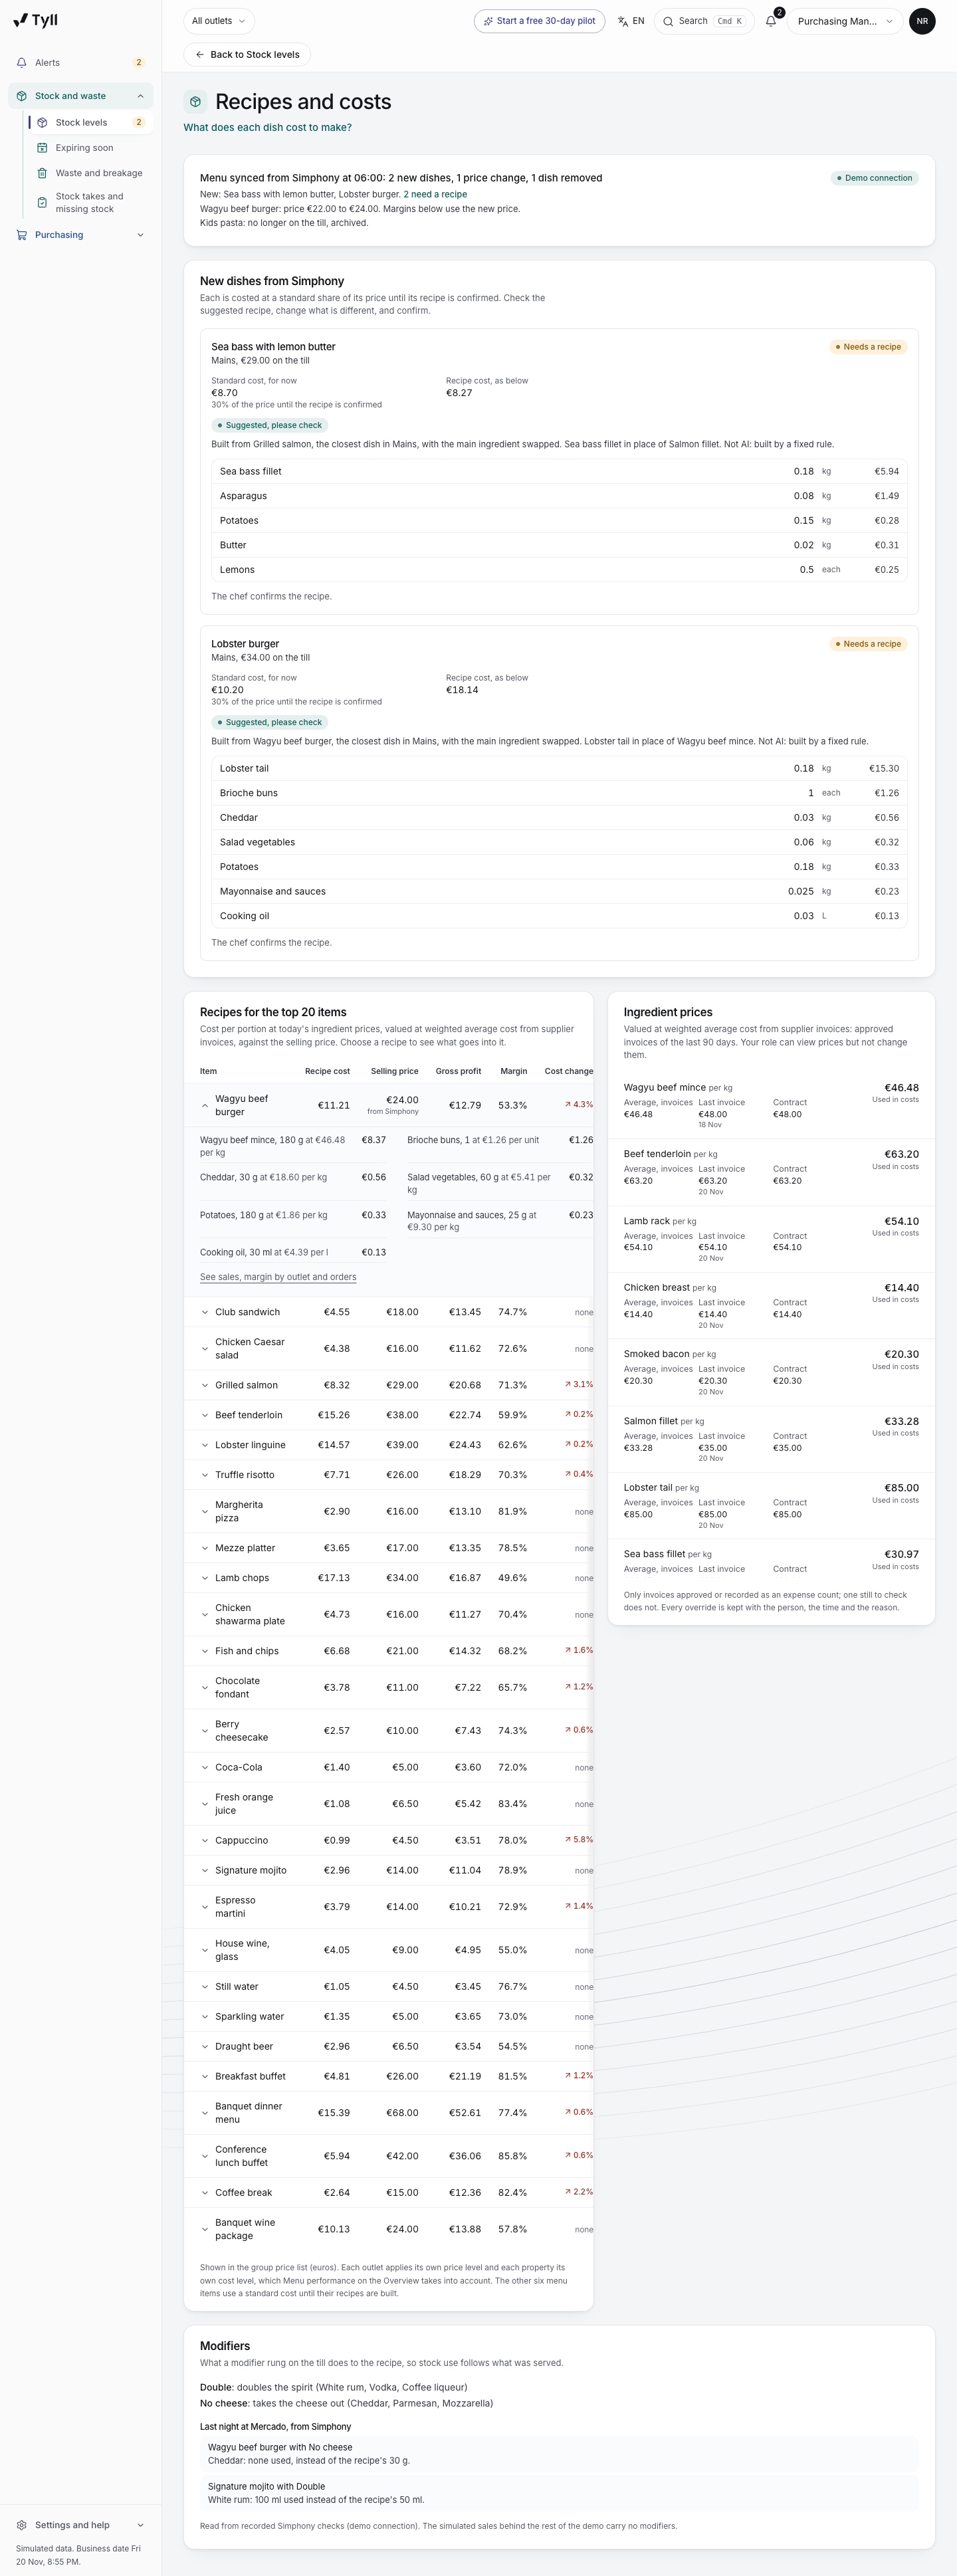 Tyll
All outlets
Start a free 30-day pilot
EN
Search Cmd K
2
Purchasing Man...
NR
Back to Stock levels
Alerts 2
Stock and waste
Stock levels 2
Expiring soon
Waste and breakage
Stock takes and
missing stock
Purchasing
Recipes and costs
What does each dish cost to make?
Menu synced from Simphony at 06:00: 2 new dishes, 1 price change, 1 dish removed
Demo connection
New: Sea bass with lemon butter, Lobster burger. 2 need a recipe
Wagyu beef burger: price €22.00 to €24.00. Margins below use the new price.
Kids pasta: no longer on the till, archived.
New dishes from Simphony
Each is costed at a standard share of its price until its recipe is confirmed. Check the
suggested recipe, change what is different, and confirm.
Sea bass with lemon butter
Needs a recipe
Mains, €29.00 on the till
Standard cost, for now Recipe cost, as below
€8.70 €8.27
30% of the price until the recipe is confirmed
Suggested, please check
Built from Grilled salmon, the closest dish in Mains, with the main ingredient swapped. Sea bass fillet in place of Salmon fillet. Not AI: built by a fixed rule.
Sea bass fillet 0.18 kg €5.94
Asparagus 0.08 kg €1.49
Potatoes 0.15 kg €0.28
Butter 0.02 kg €0.31
Lemons 0.5 each €0.25
The chef confirms the recipe.
Lobster burger
Needs a recipe
Mains, €34.00 on the till
Standard cost, for now Recipe cost, as below
€10.20 €18.14
30% of the price until the recipe is confirmed
Suggested, please check
Built from Wagyu beef burger, the closest dish in Mains, with the main ingredient swapped. Lobster tail in place of Wagyu beef mince. Not AI: built by a fixed rule.
Lobster tail 0.18 kg €15.30
Brioche buns 1 each €1.26
Cheddar 0.03 kg €0.56
Salad vegetables 0.06 kg €0.32
Potatoes 0.18 kg €0.33
Mayonnaise and sauces 0.025 kg €0.23
Cooking oil 0.03 L €0.13
The chef confirms the recipe.
Recipes for the top 20 items
Cost per portion at today's ingredient prices, valued at weighted average cost from supplier
invoices, against the selling price. Choose a recipe to see what goes into it.
Item Recipe cost Selling price Gross profit Margin Cost change
Wagyu beef
burger €11.21 €24.00 €12.79 53.3% 4.3%
from Simphony
Wagyu beef mince, 180 g at €46.48
per kg €8.37
Brioche buns, 1 at €1.26 per unit €1.26
Cheddar, 30 g at €18.60 per kg €0.56
Salad vegetables, 60 g at €5.41 per
kg €0.32
Potatoes, 180 g at €1.86 per kg €0.33
Mayonnaise and sauces, 25 g at
€9.30 per kg €0.23
Cooking oil, 30 ml at €4.39 per l €0.13
See sales, margin by outlet and orders
Club sandwich €4.55 €18.00 €13.45 74.7% none
Chicken Caesar
salad €4.38 €16.00 €11.62 72.6% none
Grilled salmon €8.32 €29.00 €20.68 71.3% 3.1%
Beef tenderloin €15.26 €38.00 €22.74 59.9% 0.2%
Lobster linguine €14.57 €39.00 €24.43 62.6% 0.2%
Truffle risotto €7.71 €26.00 €18.29 70.3% 0.4%
Margherita
pizza €2.90 €16.00 €13.10 81.9% none
Mezze platter €3.65 €17.00 €13.35 78.5% none
Lamb chops €17.13 €34.00 €16.87 49.6% none
Chicken
shawarma plate €4.73 €16.00 €11.27 70.4% none
Fish and chips €6.68 €21.00 €14.32 68.2% 1.6%
Chocolate
fondant €3.78 €11.00 €7.22 65.7% 1.2%
Berry
cheesecake €2.57 €10.00 €7.43 74.3% 0.6%
Coca-Cola €1.40 €5.00 €3.60 72.0% none
Fresh orange
juice €1.08 €6.50 €5.42 83.4% none
Cappuccino €0.99 €4.50 €3.51 78.0% 5.8%
Signature mojito €2.96 €14.00 €11.04 78.9% none
Espresso
martini €3.79 €14.00 €10.21 72.9% 1.4%
House wine,
glass €4.05 €9.00 €4.95 55.0% none
Still water €1.05 €4.50 €3.45 76.7% none
Sparkling water €1.35 €5.00 €3.65 73.0% none
Draught beer €2.96 €6.50 €3.54 54.5% none
Breakfast buffet €4.81 €26.00 €21.19 81.5% 1.2%
Banquet dinner
menu €15.39 €68.00 €52.61 77.4% 0.6%
Conference
lunch buffet €5.94 €42.00 €36.06 85.8% 0.6%
Coffee break €2.64 €15.00 €12.36 82.4% 2.2%
Banquet wine
package €10.13 €24.00 €13.88 57.8% none
Shown in the group price list (euros). Each outlet applies its own price level and each property its
own cost level, which Menu performance on the Overview takes into account. The other six menu
items use a standard cost until their recipes are built.
Ingredient prices
Valued at weighted average cost from supplier invoices: approved
invoices of the last 90 days. Your role can view prices but not change
them.
Wagyu beef mince per kg €46.48
Average, invoices Last invoice Contract Used in costs
€46.48 €48.00 €48.00
18 Nov
Beef tenderloin per kg €63.20
Average, invoices Last invoice Contract Used in costs
€63.20 €63.20 €63.20
20 Nov
Lamb rack per kg €54.10
Average, invoices Last invoice Contract Used in costs
€54.10 €54.10 €54.10
20 Nov
Chicken breast per kg €14.40
Average, invoices Last invoice Contract Used in costs
€14.40 €14.40 €14.40
20 Nov
Smoked bacon per kg €20.30
Average, invoices Last invoice Contract Used in costs
€20.30 €20.30 €20.30
20 Nov
Salmon fillet per kg €33.28
Average, invoices Last invoice Contract Used in costs
€33.28 €35.00 €35.00
20 Nov
Lobster tail per kg €85.00
Average, invoices Last invoice Contract Used in costs
€85.00 €85.00 €85.00
20 Nov
Sea bass fillet per kg €30.97
Average, invoices Last invoice Contract Used in costs
Only invoices approved or recorded as an expense count; one still to check
does not. Every override is kept with the person, the time and the reason.
Modifiers
What a modifier rung on the till does to the recipe, so stock use follows what was served.
Double: doubles the spirit (White rum, Vodka, Coffee liqueur)
No cheese: takes the cheese out (Cheddar, Parmesan, Mozzarella)
Last night at Mercado, from Simphony
Wagyu beef burger with No cheese
Cheddar: none used, instead of the recipe's 30 g.
Signature mojito with Double
White rum: 100 ml used instead of the recipe's 50 ml.
Read from recorded Simphony checks (demo connection). The simulated sales behind the rest of the demo carry no modifiers.
Settings and help
Simulated data. Business date Fri
20 Nov, 8:55 PM.